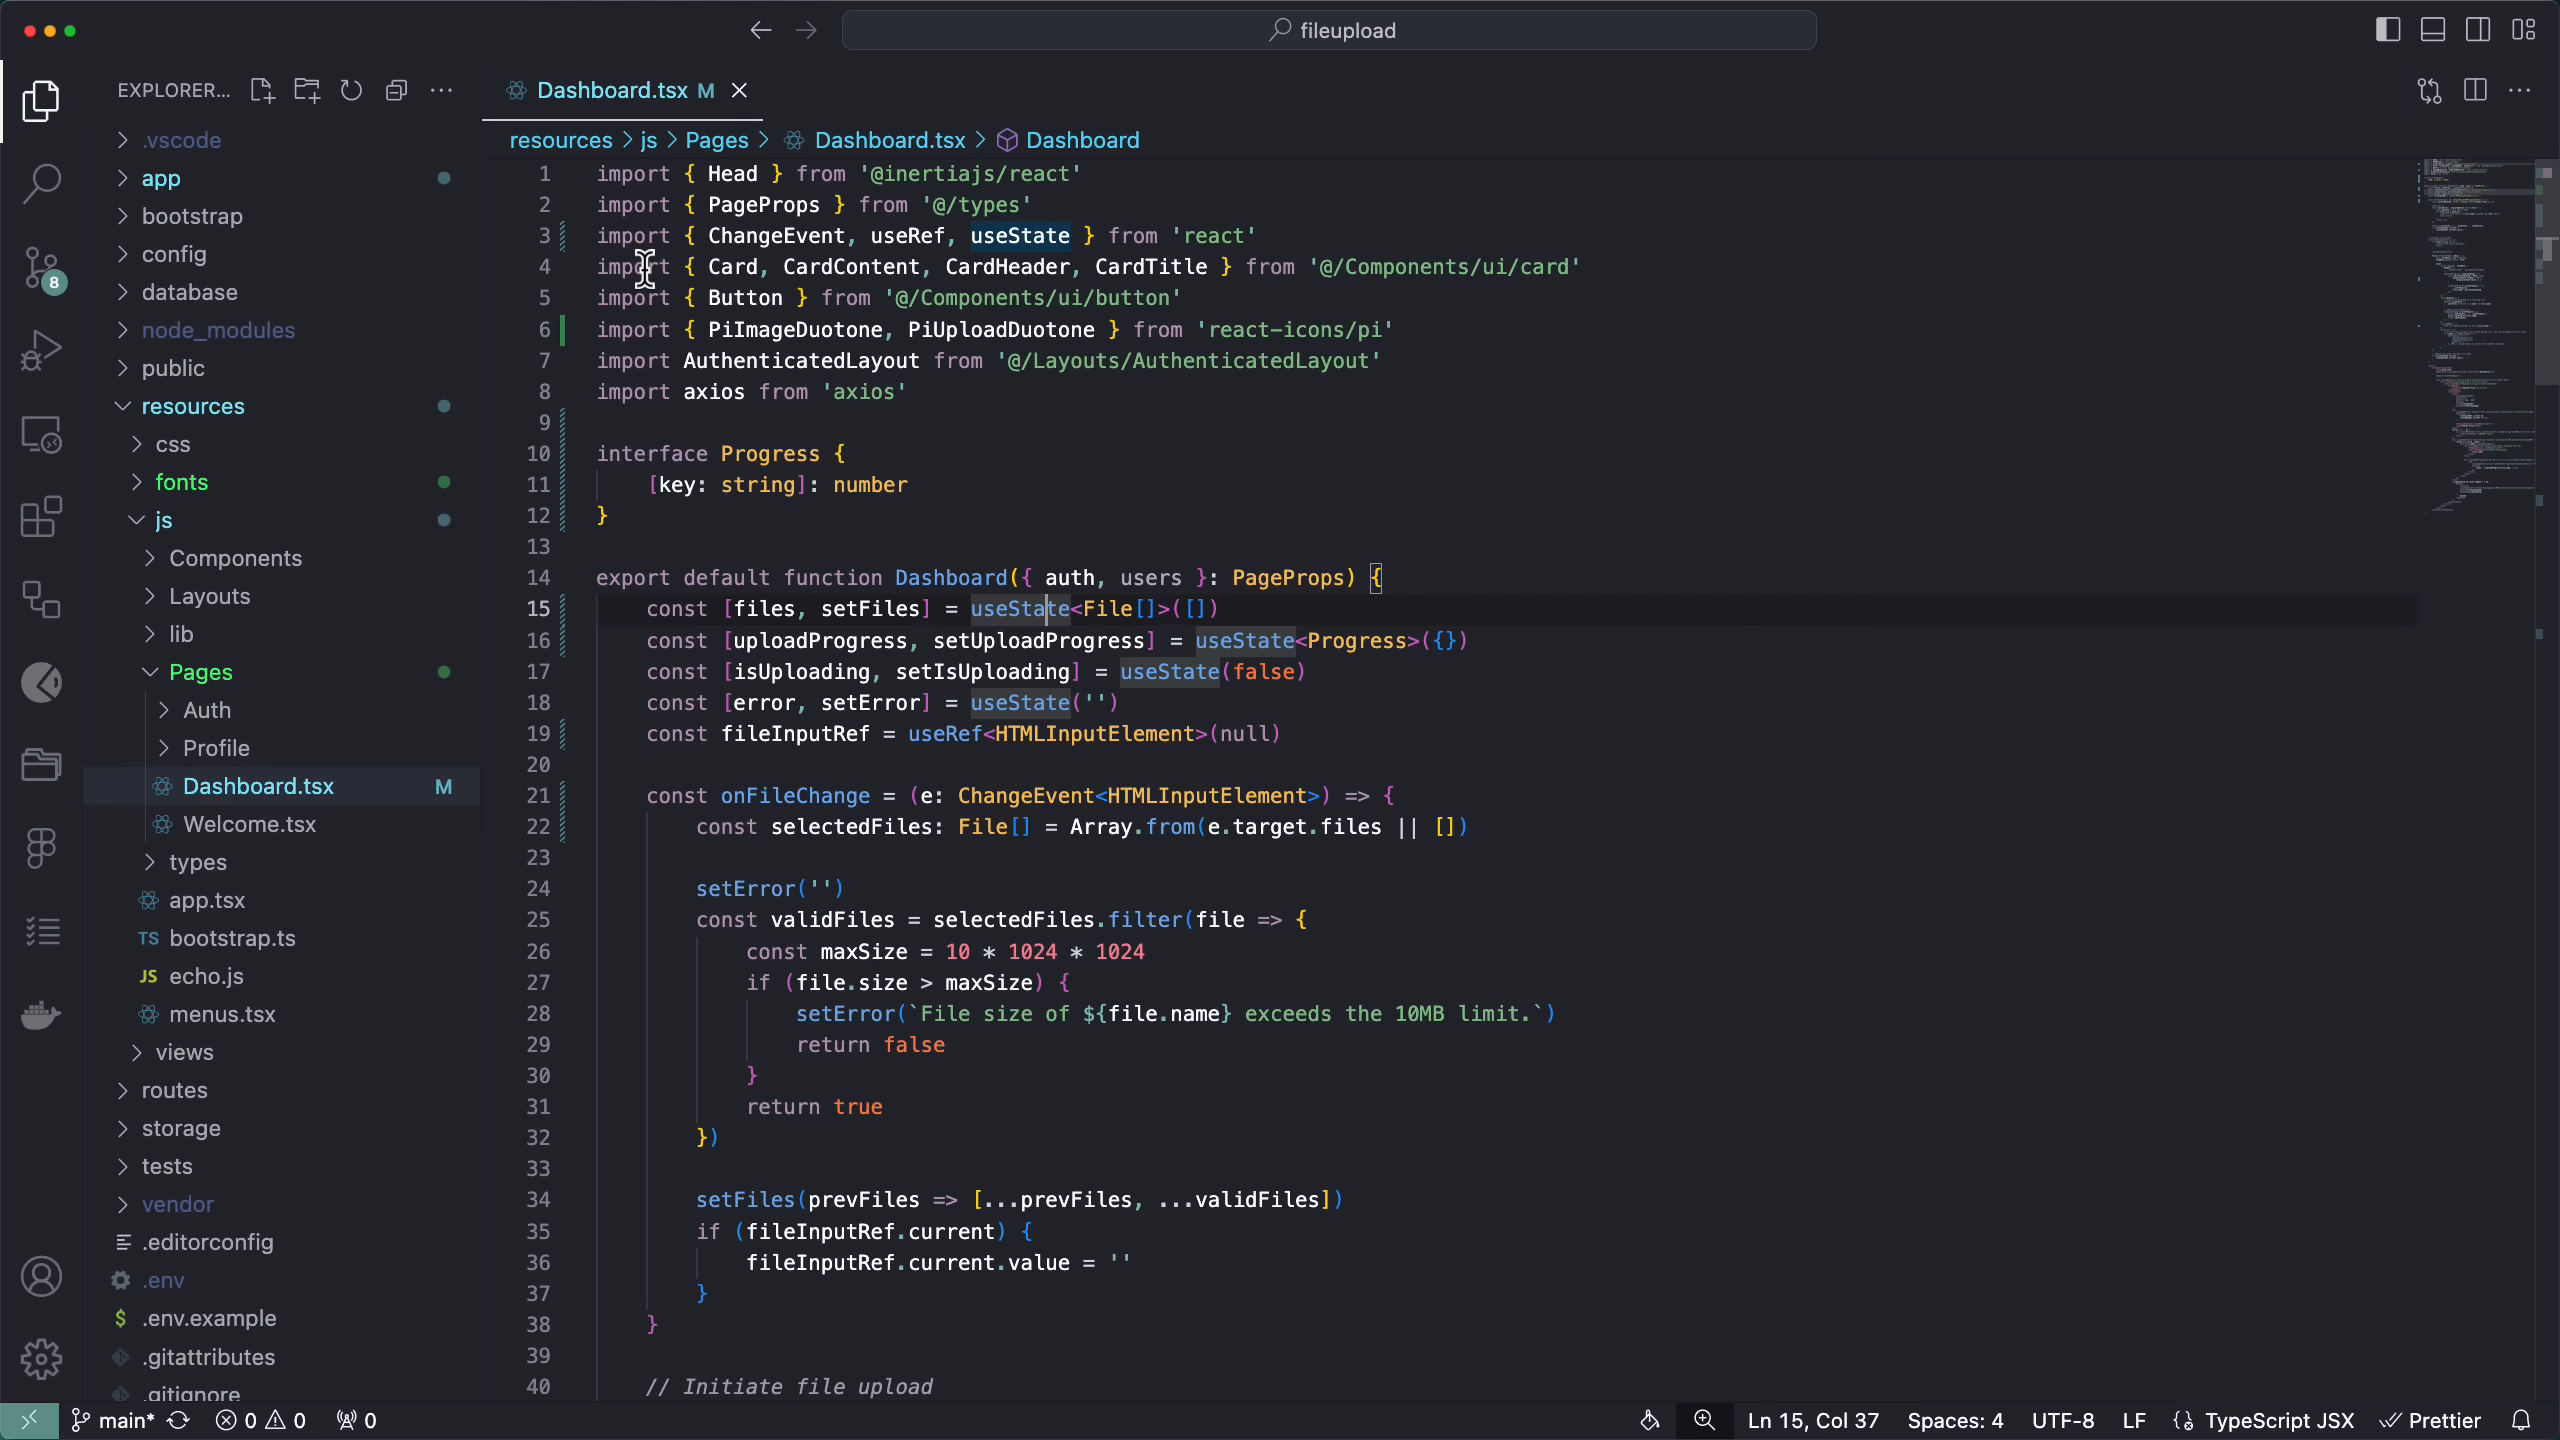 fileupload
EXPLORER...
.vscode
app
bootstrap
config
database
node_modules
public
resources
css
fonts
js
Components
Layouts
lib
Pages
Auth
Profile
Dashboard.tsx M
Welcome.tsx
types
app.tsx
TS bootstrap.ts
JS echo.js
menus.tsx
views
routes
storage
tests
vendor
.editorconfig
.env
$ .env.example
.gitattributes
.gitignore
8
Dashboard.tsx M
resources > js > Pages > Dashboard.tsx > Dashboard
1 import { Head } from '@inertiajs/react'
2 import { PageProps } from '@/types'
3 import { ChangeEvent, useRef, useState } from 'react'
4 import { Card, CardContent, CardHeader, CardTitle } from '@/Components/ui/card'
5 import { Button } from '@/Components/ui/button'
6 import { PiImageDuotone, PiUploadDuotone } from 'react-icons/pi'
7 import AuthenticatedLayout from '@/Layouts/AuthenticatedLayout'
8 import axios from 'axios'
9
10 interface Progress {
11 [key: string]: number
12 }
13
14 export default function Dashboard({ auth, users }: PageProps) {
15 const [files, setFiles] = useState<File[]>([])
16 const [uploadProgress, setUploadProgress] = useState<Progress>({})
17 const [isUploading, setIsUploading] = useState(false)
18 const [error, setError] = useState('')
19 const fileInputRef = useRef<HTMLInputElement>(null)
20
21 const onFileChange = (e: ChangeEvent<HTMLInputElement>) => {
22 const selectedFiles: File[] = Array.from(e.target.files || [])
23
24 setError('')
25 const validFiles = selectedFiles.filter(file => {
26 const maxSize = 10 * 1024 * 1024
27 if (file.size > maxSize) {
28 setError(`File size of ${file.name} exceeds the 10MB limit.`)
29 return false
30 }
31 return true
32 })
33
34 setFiles(prevFiles => [...prevFiles, ...validFiles])
35 if (fileInputRef.current) {
36 fileInputRef.current.value = ''
37 }
38 }
39
40 // Initiate file upload
main* 0 0 0 Ln 15, Col 37 Spaces: 4 UTF-8 LF TypeScript JSX Prettier